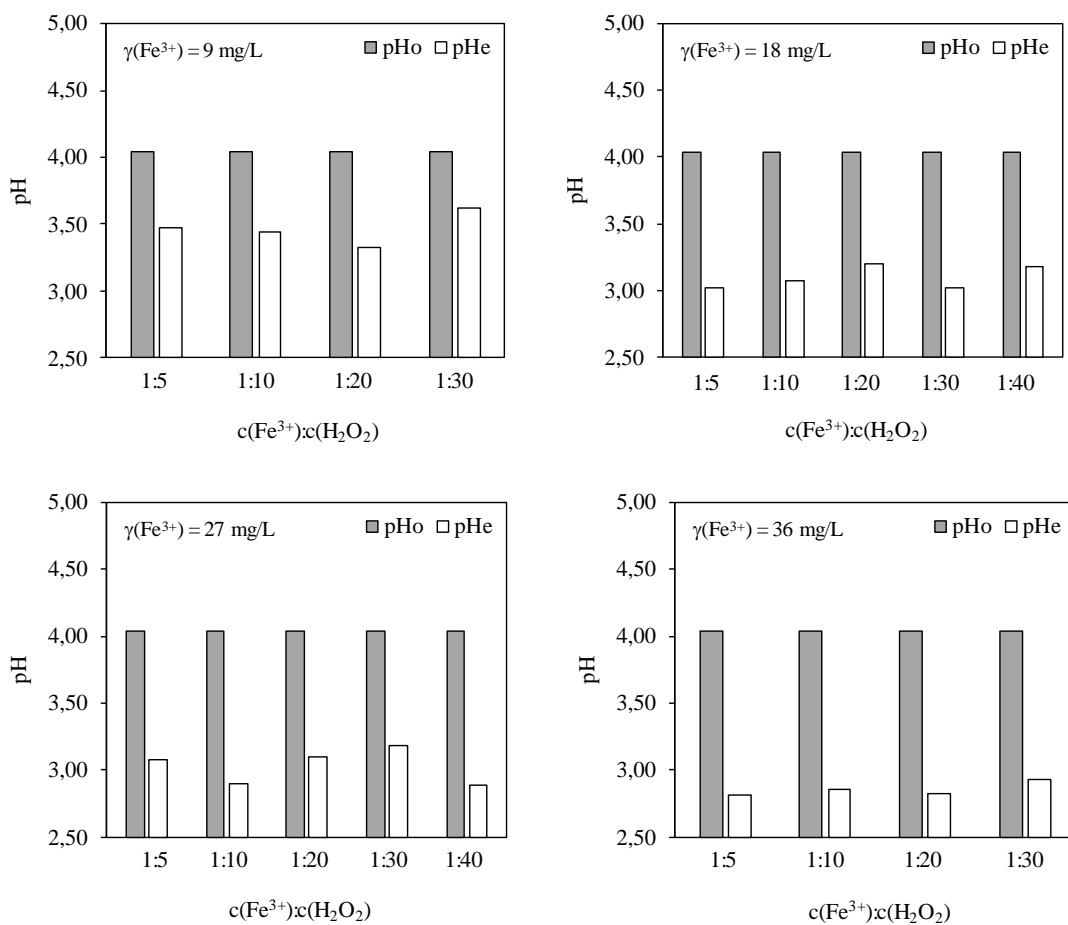 γ(Fe³⁺) = 9 mg/L
pHo pHe
pH
5,00
4,50
4,00
3,50
3,00
2,50
1:5 1:10 1:20 1:30
c(Fe³⁺):c(H₂O₂)
γ(Fe³⁺) = 18 mg/L
pHo pHe
pH
5,00
4,50
4,00
3,50
3,00
2,50
1:5 1:10 1:20 1:30 1:40
c(Fe³⁺):c(H₂O₂)
γ(Fe³⁺) = 27 mg/L
pHo pHe
pH
5,00
4,50
4,00
3,50
3,00
2,50
1:5 1:10 1:20 1:30 1:40
c(Fe³⁺):c(H₂O₂)
γ(Fe³⁺) = 36 mg/L
pHo pHe
pH
5,00
4,50
4,00
3,50
3,00
2,50
1:5 1:10 1:20 1:30
c(Fe³⁺):c(H₂O₂)